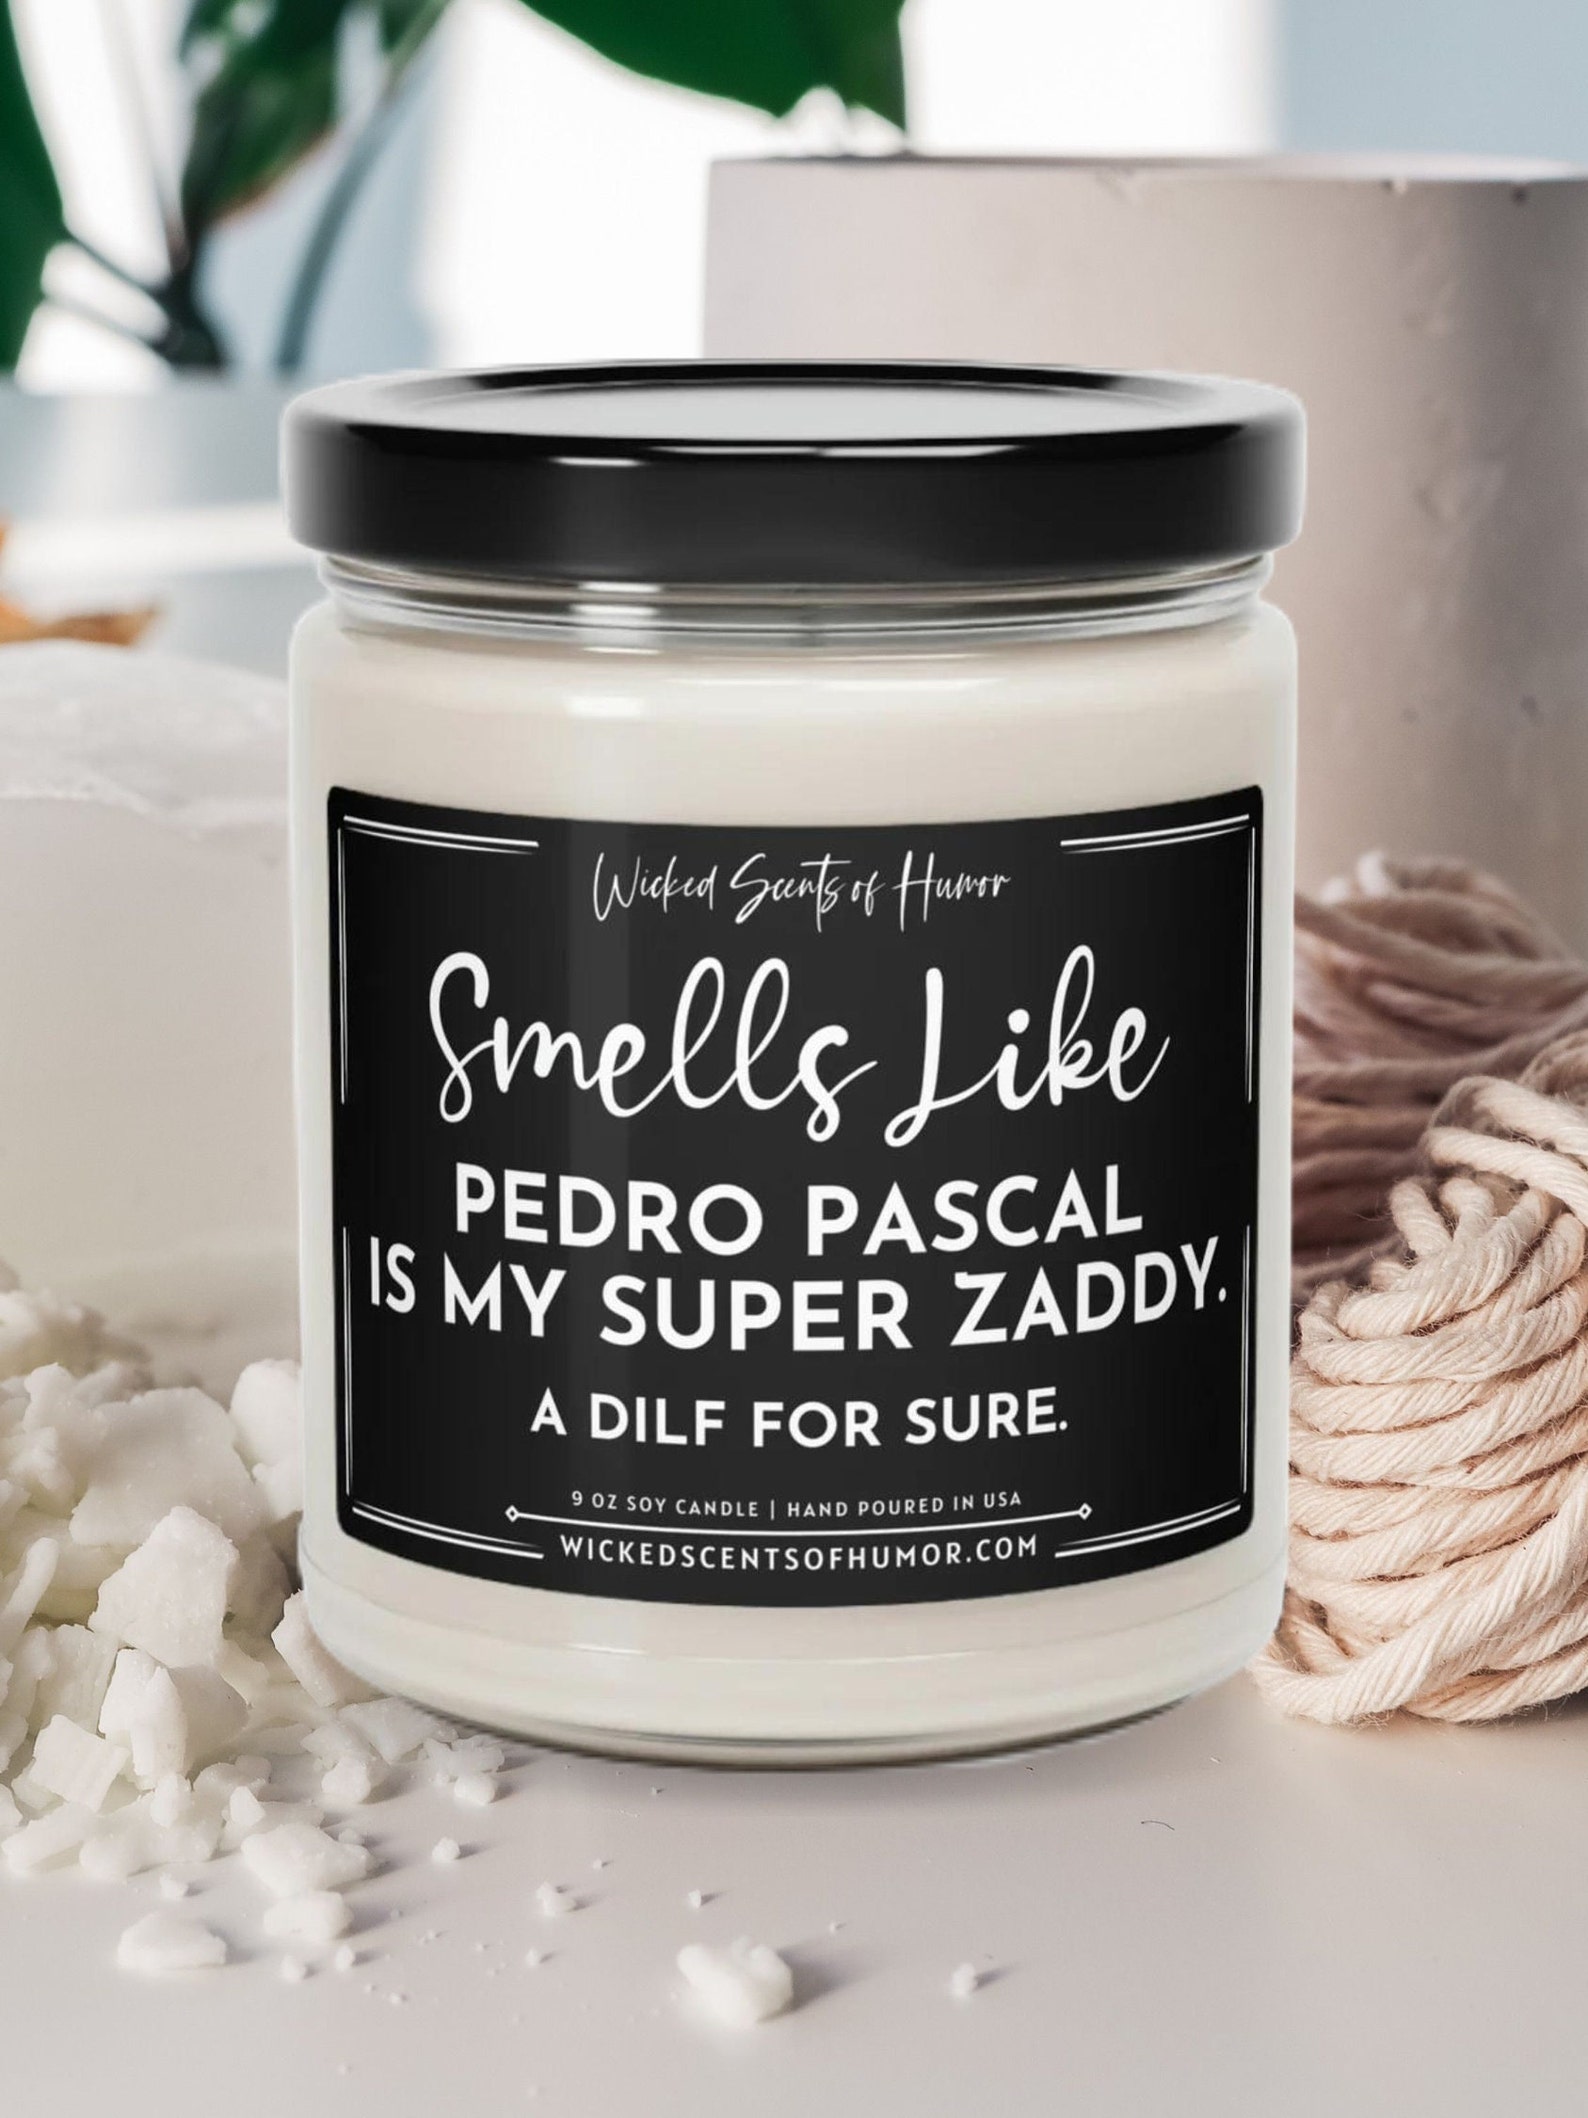 Wicked Scents of Humor
Smells Like
PEDRO PASCAL
IS MY SUPER ZADDY.
A DILF FOR SURE.
9 OZ SOY CANDLE | HAND POURED IN USA
WICKEDSCENTSOFHUMOR.COM